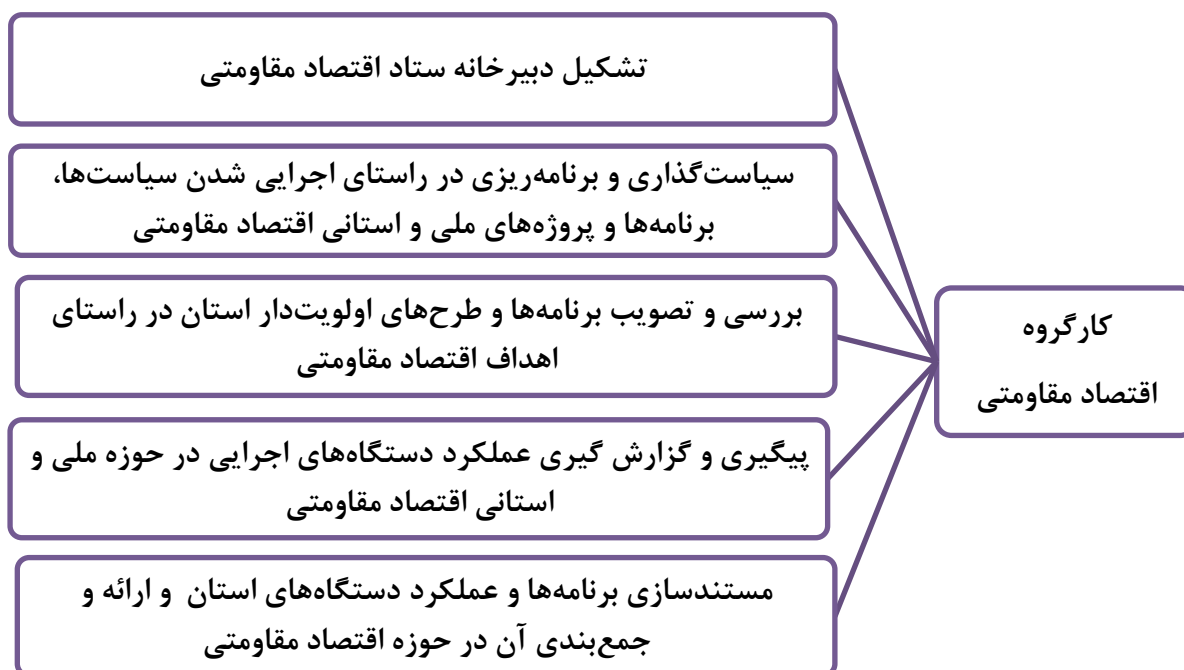 کارگروه
اقتصاد مقاومتی
تشکیل دبیرخانه ستاد اقتصاد مقاومتی
سیاست‌گذاری و برنامه‌ریزی در راستای اجرایی شدن سیاست‌ها،
برنامه‌ها و پروژه‌های ملی و استانی اقتصاد مقاومتی
بررسی و تصویب برنامه‌ها و طرح‌های اولویت‌دار استان در راستای
اهداف اقتصاد مقاومتی
پیگیری و گزارش گیری عملکرد دستگاه‌های اجرایی در حوزه ملی و
استانی اقتصاد مقاومتی
مستندسازی برنامه‌ها و عملکرد دستگاه‌های استان و ارائه و
جمع‌بندی آن در حوزه اقتصاد مقاومتی